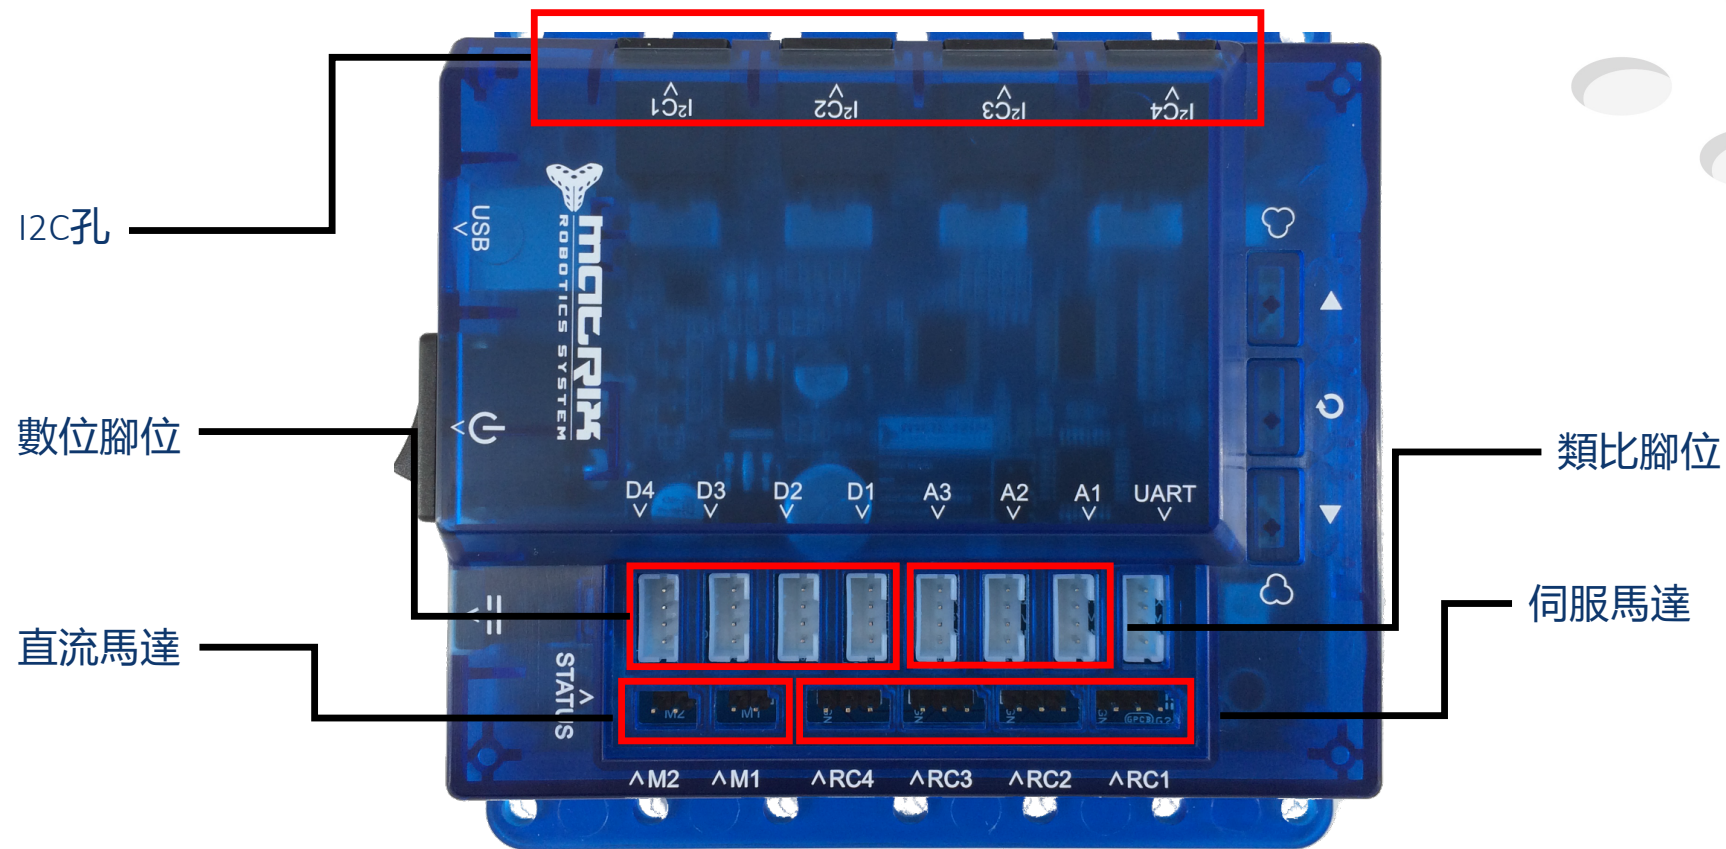 I²C1 I²C2 I²C3 I²C4
I2C孔
USB
MATRIX
ROBOTICS SYSTEM
數位腳位
類比腳位
D4 D3 D2 D1 A3 A2 A1 UART
伺服馬達
直流馬達
STATUS
M2 M1
GPCB
^M2 ^M1 ^RC4 ^RC3 ^RC2 ^RC1